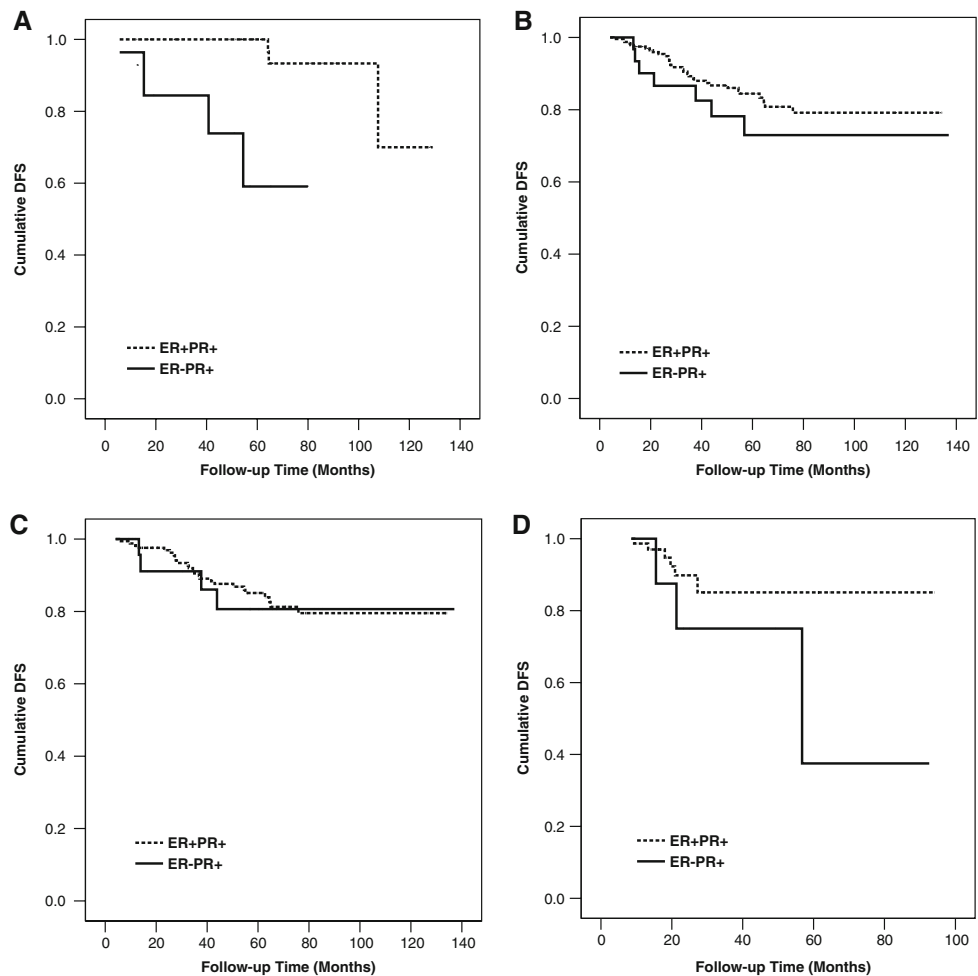 A
Cumulative DFS
1.0
0.8
0.6
0.4
0.2
0.0
ER+PR+
ER-PR+
0 20 40 60 80 100 120 140
Follow-up Time (Months)
B
Cumulative DFS
1.0
0.8
0.6
0.4
0.2
0.0
ER+PR+
ER-PR+
0 20 40 60 80 100 120 140
Follow-up Time (Months)
C
Cumulative DFS
1.0
0.8
0.6
0.4
0.2
0.0
ER+PR+
ER-PR+
0 20 40 60 80 100 120 140
Follow-up Time (Months)
D
Cumulative DFS
1.0
0.8
0.6
0.4
0.2
0.0
ER+PR+
ER-PR+
0 20 40 60 80 100
Follow-up Time (Months)